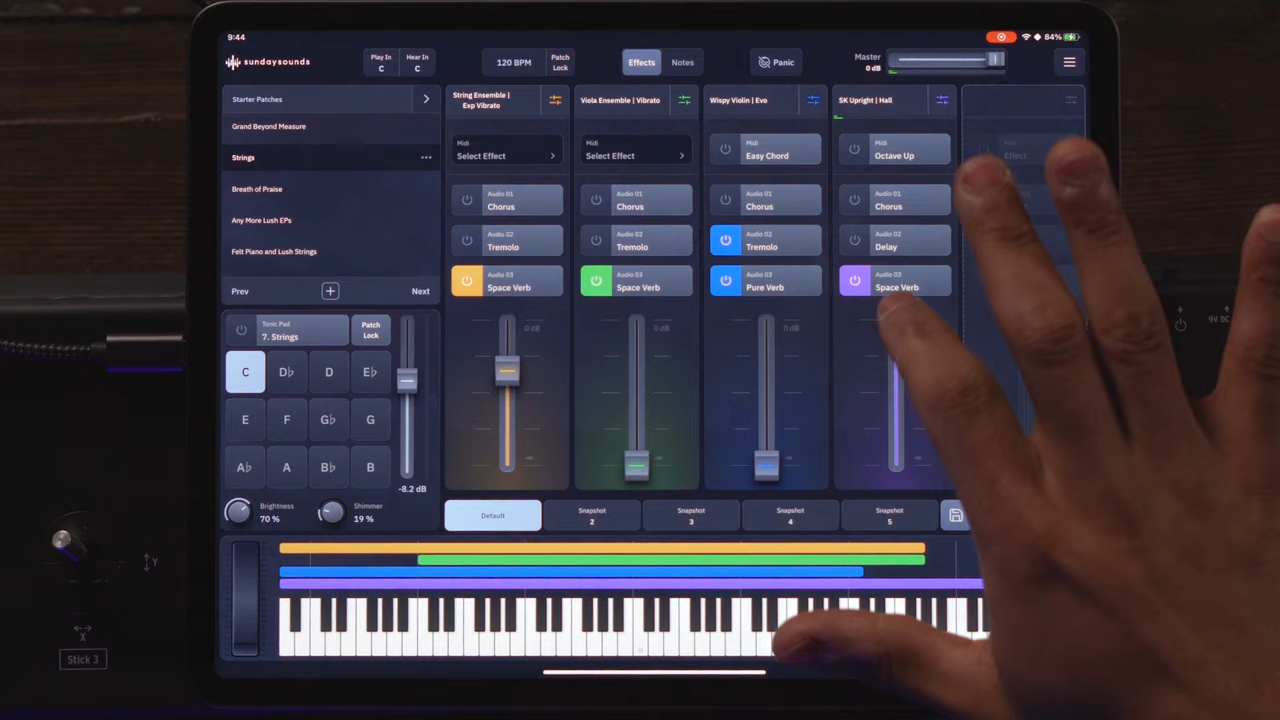 9:44
84%
sundaysounds
Play In
C
Hear In
C
120 BPM
Patch
Lock
Effects
Notes
Panic
Master
0 dB
Starter Patches
Grand Beyond Measure
Strings
Breath of Praise
Any More Lush EPs
Felt Piano and Lush Strings
Prev
Next
Tonic Pad
7. Strings
Patch
Lock
C
D♭
D
E♭
E
F
G♭
G
A♭
A
B♭
B
-8.2 dB
Brightness
70 %
Shimmer
19 %
String Ensemble |
Exp Vibrato
Midi
Select Effect
Audio 01
Chorus
Audio 02
Tremolo
Audio 03
Space Verb
Viola Ensemble | Vibrato
Midi
Select Effect
Audio 01
Chorus
Audio 02
Tremolo
Audio 03
Space Verb
0 dB
0 dB
Wispy Violin | Evo
Midi
Easy Chord
Audio 01
Chorus
Audio 02
Tremolo
Audio 03
Pure Verb
0 dB
SK Upright | Hall
Midi
Octave Up
Audio 01
Chorus
Audio 02
Delay
Audio 03
Space Verb
Midi
Effect
Default
Snapshot
2
Snapshot
3
Snapshot
4
Snapshot
5
Y
X
Stick 3
9V DC